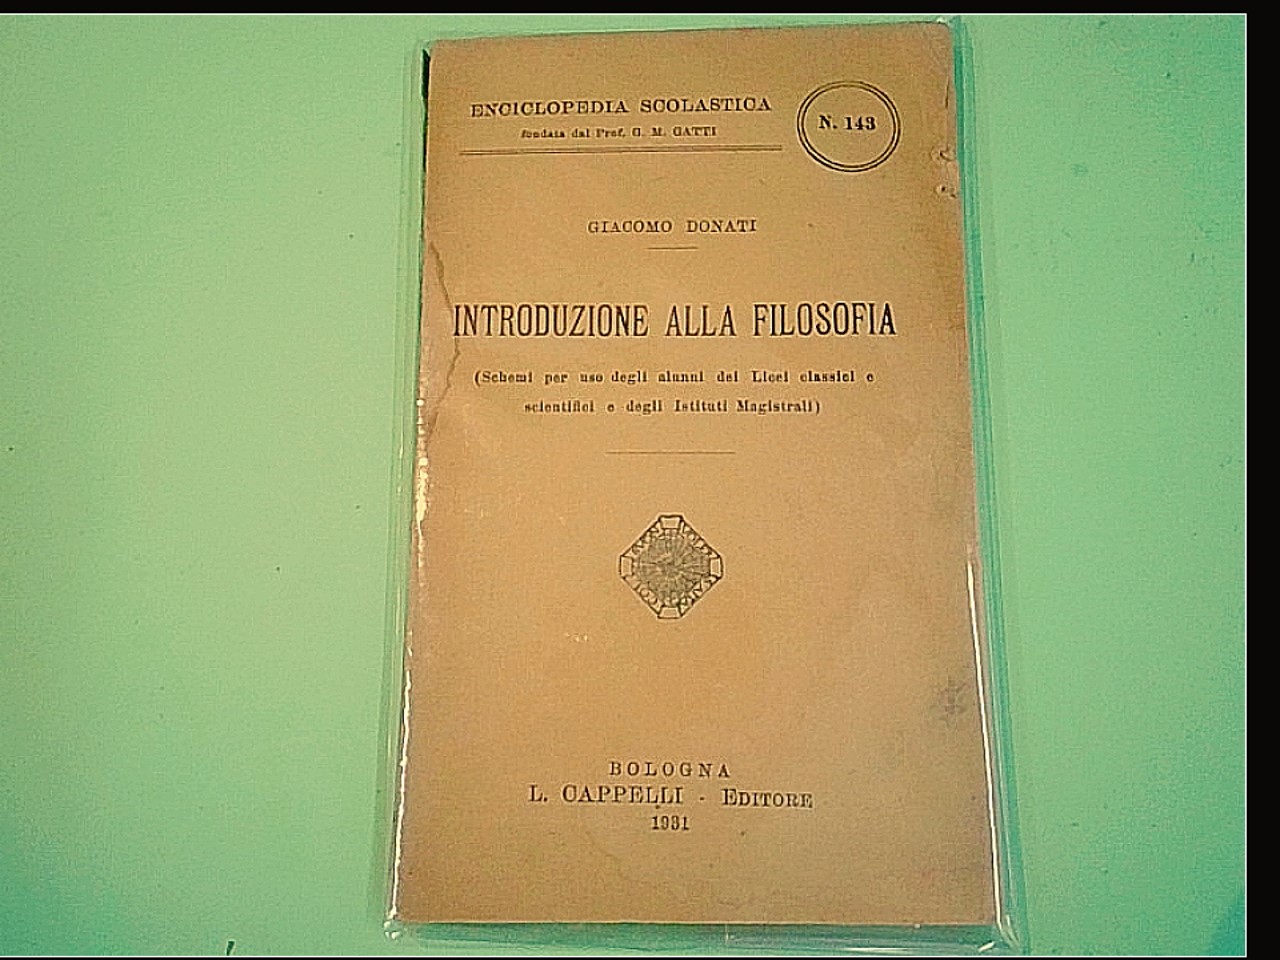 ENCICLOPEDIA SCOLASTICA
fondata dal Prof. G. M. GATTI
N. 143
GIACOMO DONATI
INTRODUZIONE ALLA FILOSOFIA
(Schemi per uso degli alunni dei Licei classici e
scientifici e degli Istituti Magistrali)
BOLOGNA
L. CAPPELLI - EDITORE
1931